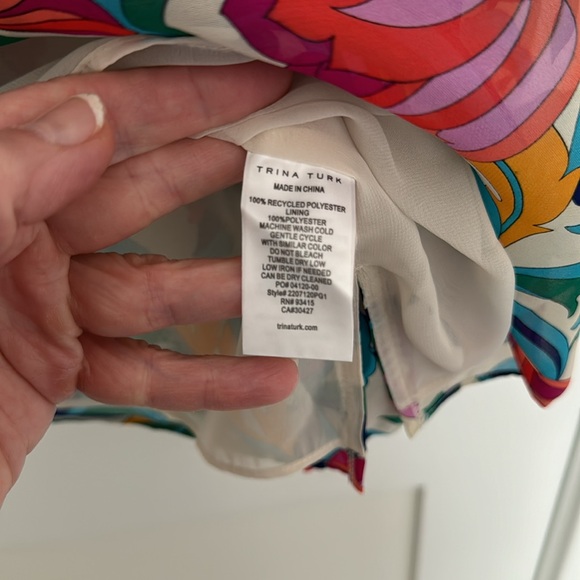 TRINA TURK
MADE IN CHINA
100% RECYCLED POLYESTER
LINING
100%POLYESTER
MACHINE WASH COLD
GENTLE CYCLE
WITH SIMILAR COLOR
DO NOT BLEACH
TUMBLE DRY LOW
LOW IRON IF NEEDED
CAN BE DRY CLEANED
PO# 04120-00
Style# 2207120PG1
RN# 93415
CA#30427
trinaturk.com